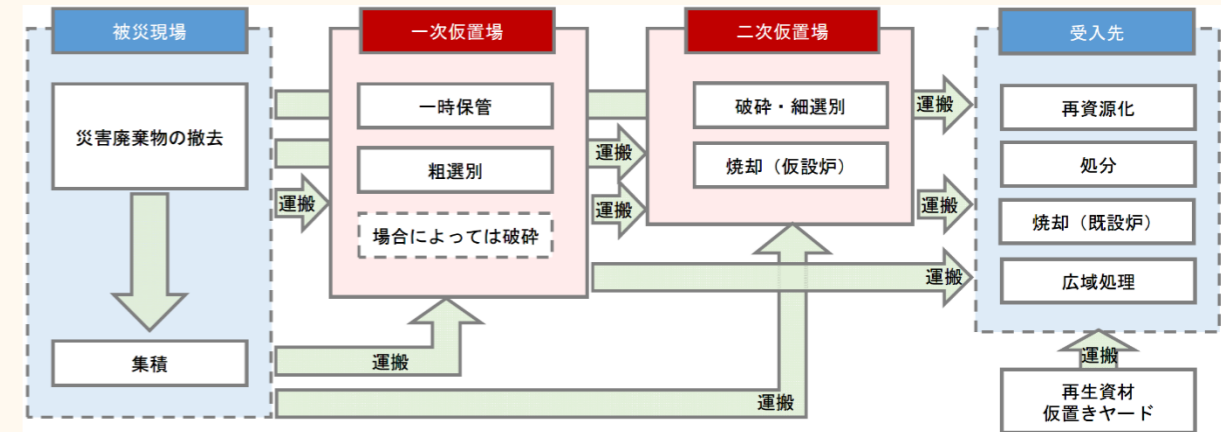 被災現場
災害廃棄物の撤去
集積
一次仮置場
一時保管
粗選別
場合によっては破砕
二次仮置場
破砕・細選別
焼却（仮設炉）
受入先
再資源化
処分
焼却（既設炉）
広域処理
再生資材
仮置きヤード
運搬
運搬
運搬
運搬
運搬
運搬
運搬
運搬
運搬